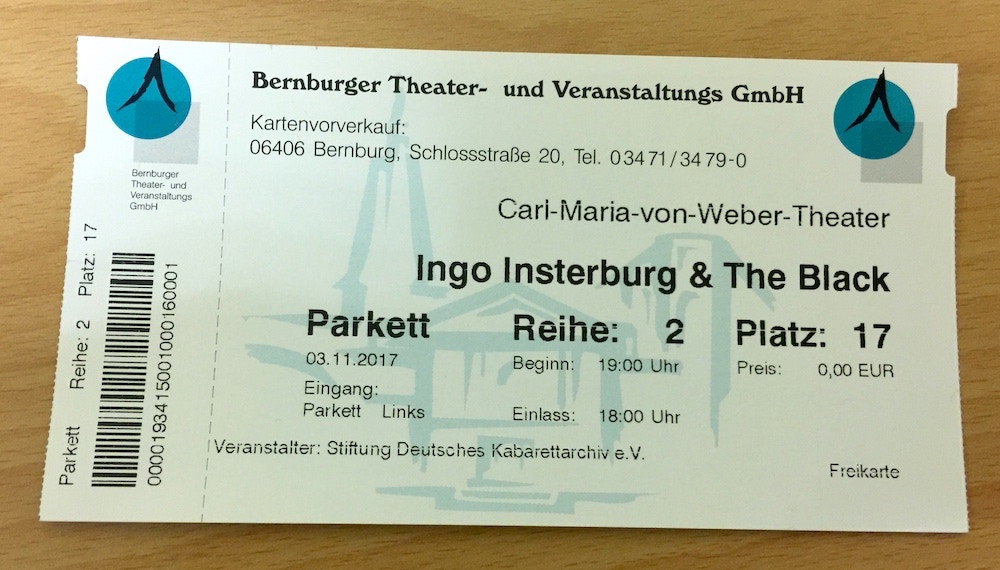 Bernburger
Theater- und
Veranstaltungs
GmbH
Parkett Reihe: 2 Platz: 17
00001934150010001600​01
Bernburger Theater- und Veranstaltungs GmbH
Kartenvorverkauf:
06406 Bernburg, Schlossstraße 20, Tel. 03471/3479-0
Carl-Maria-von-Weber-Theater
Ingo Insterburg & The Black
Parkett Reihe: 2 Platz: 17
03.11.2017 Beginn: 19:00 Uhr Preis: 0,00 EUR
Eingang:
Parkett Links Einlass: 18:00 Uhr
Veranstalter: Stiftung Deutsches Kabarettarchiv e.V.
Freikarte